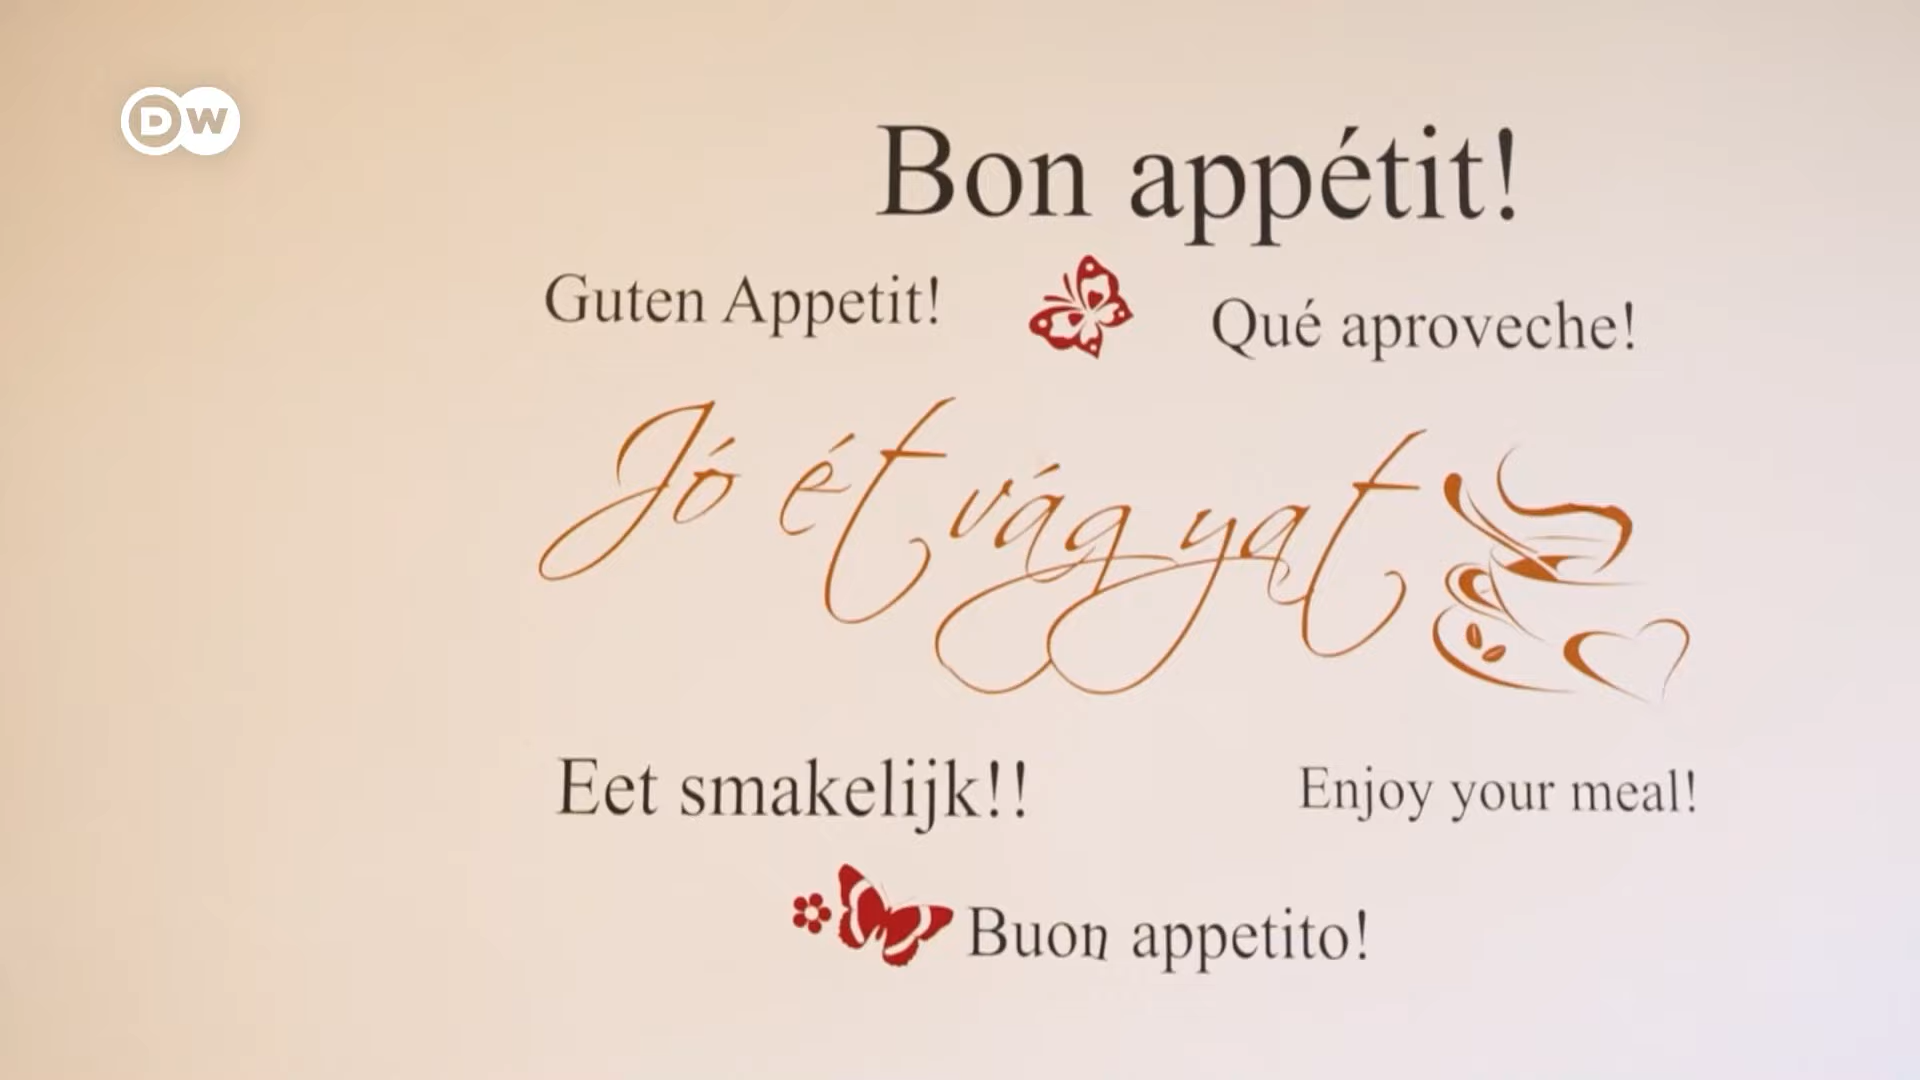 DW
Bon appétit!
Guten Appetit!
Qué aproveche!
Jó étvágyat
Eet smakelijk!!
Enjoy your meal!
Buon appetito!